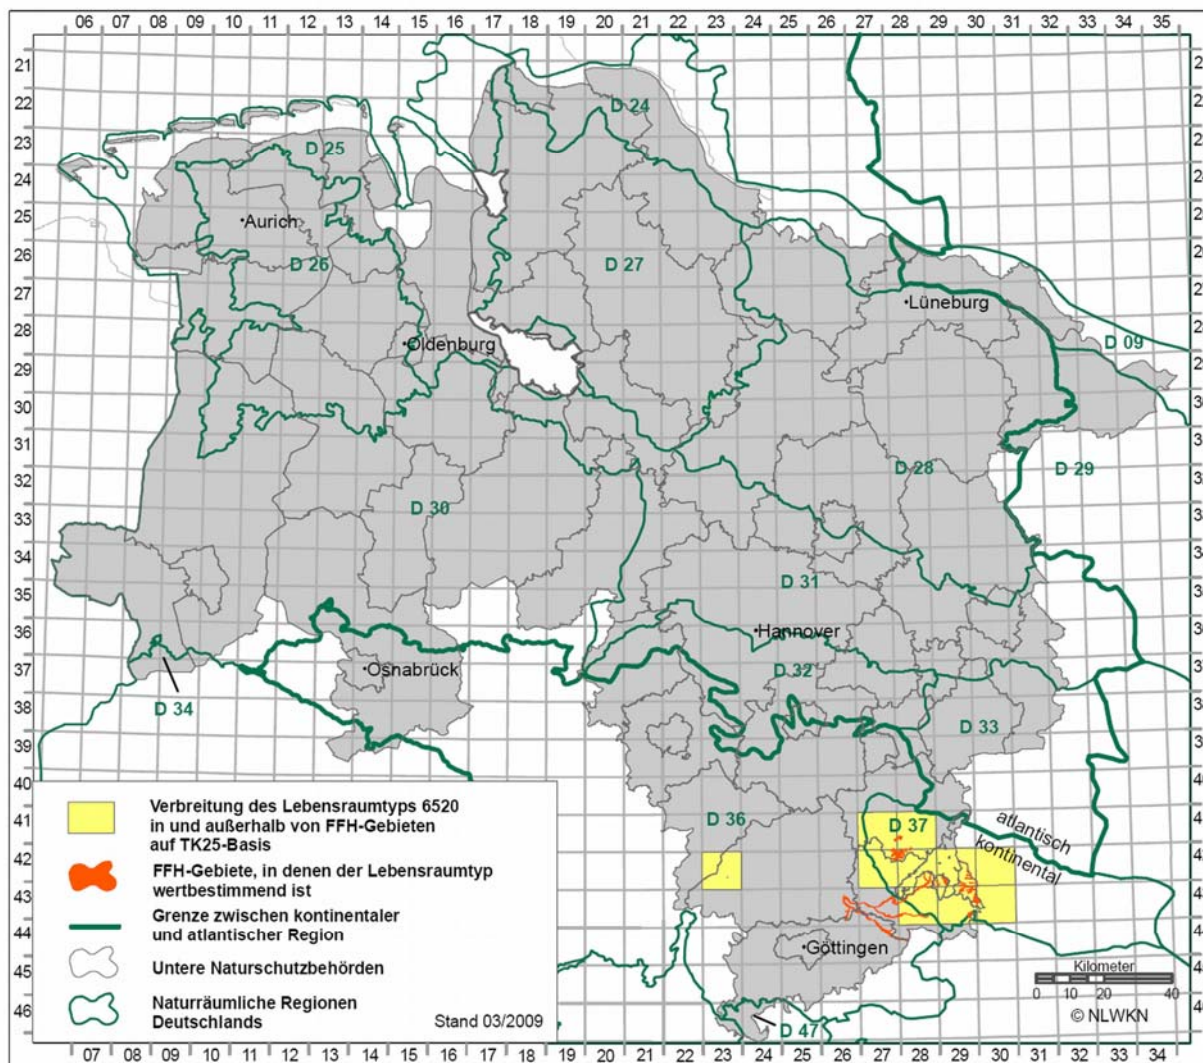 06 07 08 09 10 11 12 13 14 15 16 17 18 19 20 21 22 23 24 25 26 27 28 29 30 31 32 33 34 35
21
22
23
24
25
26
27
28
29
30
31
32
33
34
35
36
37
38
39
40
41
42
43
44
45
46
D 24
D 25
Aurich
D 26
D 27
Lüneburg
Oldenburg
D 09
D 28
D 29
D 30
D 31
Hannover
Osnabrück
D 32
D 34
D 33
D 36
D 37
atlantisch
kontinental
Göttingen
D 47
Verbreitung des Lebensraumtyps 6520
in und außerhalb von FFH-Gebieten
auf TK25-Basis
FFH-Gebiete, in denen der Lebensraumtyp
wertbestimmend ist
Grenze zwischen kontinentaler
und atlantischer Region
Untere Naturschutzbehörden
Naturräumliche Regionen
Deutschlands
Stand 03/2009
Kilometer
0 5 10 20 40
© NLWKN
07 08 09 10 11 12 13 14 15 16 17 18 19 20 21 22 23 24 25 26 27 28 29 30 31 32 33 34 35